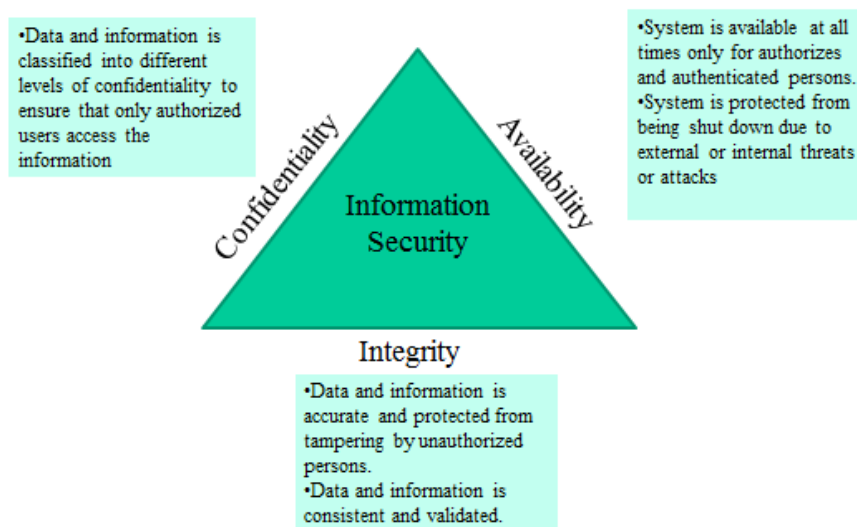 •Data and information is
classified into different
levels of confidentiality to
ensure that only authorized
users access the
information
•System is available at all
times only for authorizes
and authenticated persons.
•System is protected from
being shut down due to
external or internal threats
or attacks
Confidentiality
Availability
Information
Security
Integrity
•Data and information is
accurate and protected from
tampering by unauthorized
persons.
•Data and information is
consistent and validated.